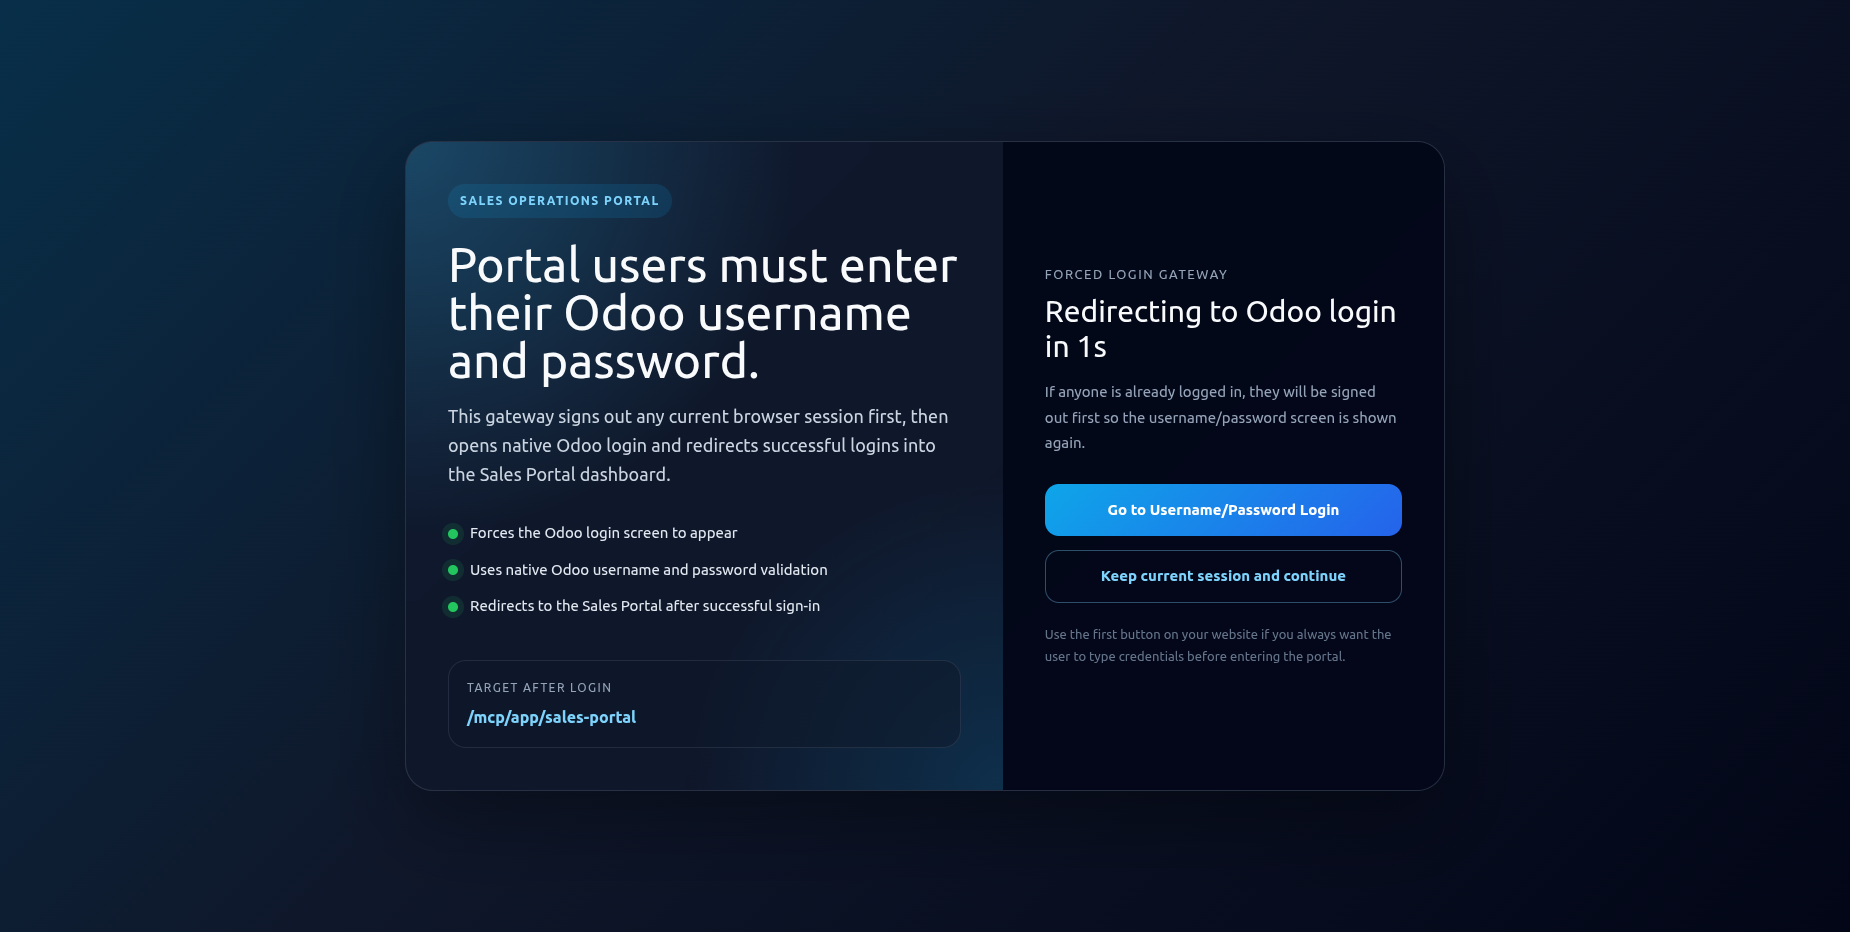 SALES OPERATIONS PORTAL
Portal users must enter
their Odoo username
and password.
This gateway signs out any current browser session first, then
opens native Odoo login and redirects successful logins into
the Sales Portal dashboard.
Forces the Odoo login screen to appear
Uses native Odoo username and password validation
Redirects to the Sales Portal after successful sign-in
TARGET AFTER LOGIN
/mcp/app/sales-portal
FORCED LOGIN GATEWAY
Redirecting to Odoo login
in 1s
If anyone is already logged in, they will be signed
out first so the username/password screen is shown
again.
Go to Username/Password Login
Keep current session and continue
Use the first button on your website if you always want the
user to type credentials before entering the portal.